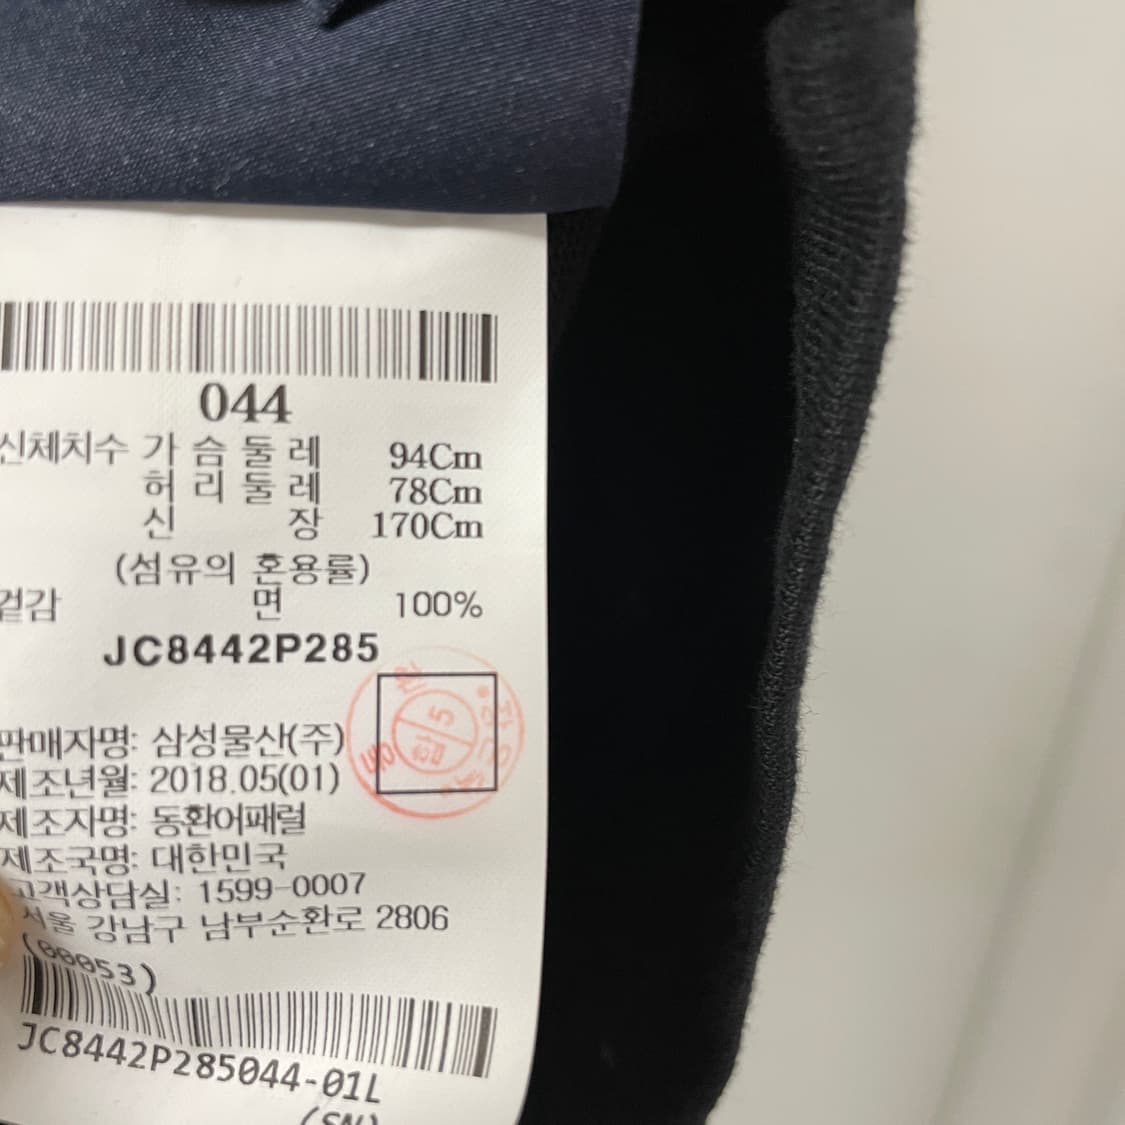 044
신체치수 가슴둘레 94Cm
허리둘레 78Cm
신장 170Cm
(섬유의 혼용률)
겉감 면 100%
JC8442P285
판매자명: 삼성물산(주)
제조년월: 2018.05(01)
제조자명: 동환어패럴
제조국명: 대한민국
고객상담실: 1599-0007
서울 강남구 남부순환로 2806
(00053)
JC8442P285044-01L
(SN)